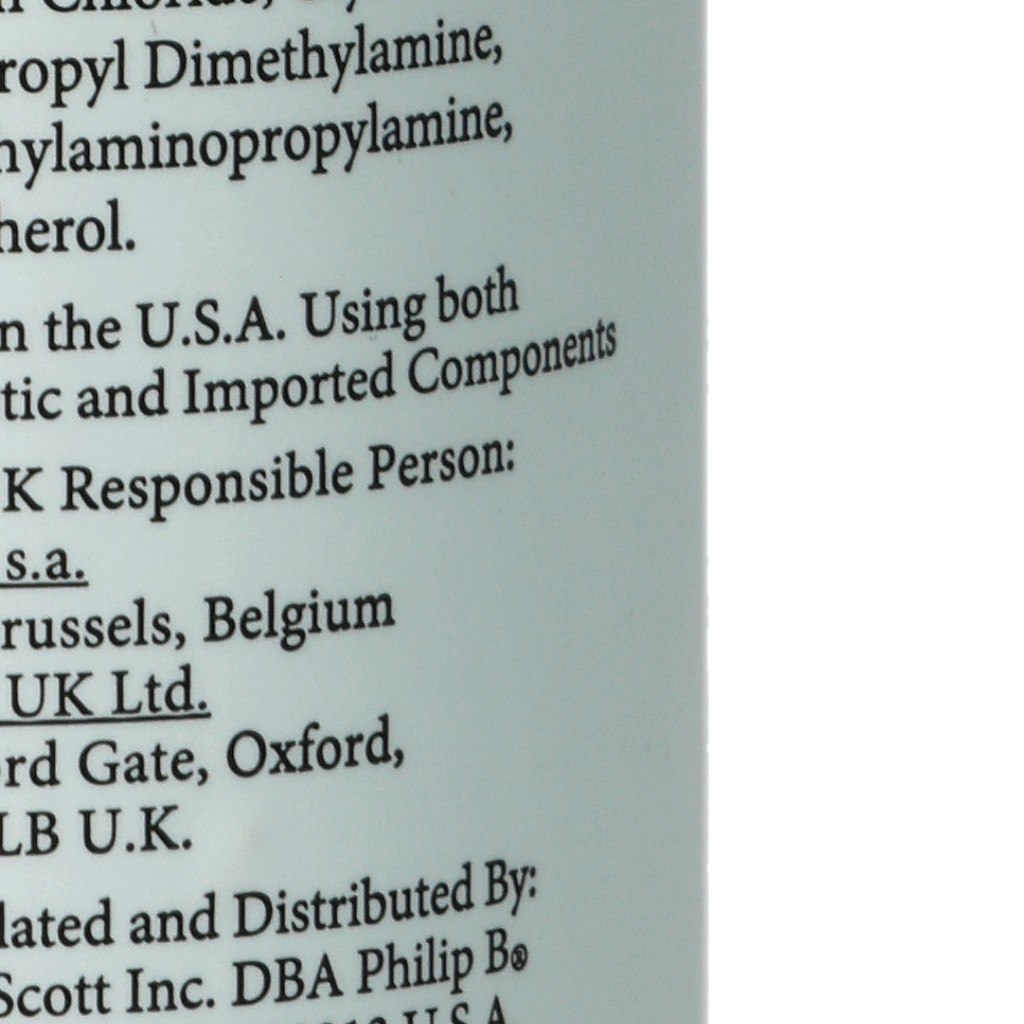 ropyl Dimethylamine,
hylaminopropylamine,
herol.
n the U.S.A. Using both
tic and Imported Components
K Responsible Person:
s.a.
russels, Belgium
UK Ltd.
rd Gate, Oxford,
LB U.K.
lated and Distributed By:
Scott Inc. DBA Philip B®
U.S.A.